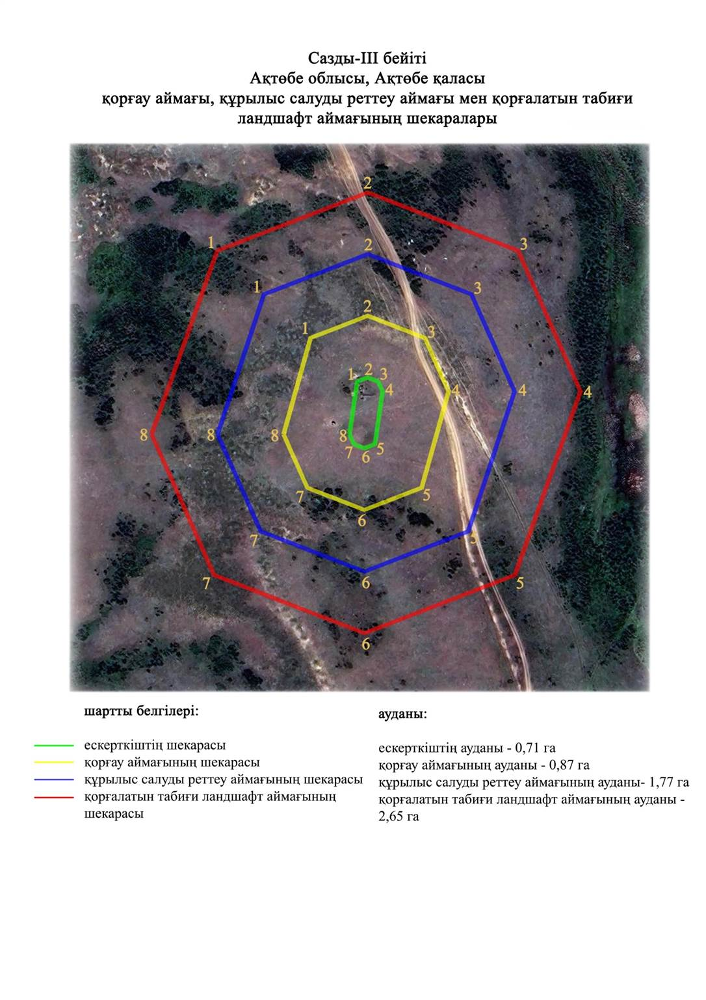 Сазды-III бейіті
Ақтөбе облысы, Ақтөбе қаласы
қорғау аймағы, құрылыс салуды реттеу аймағы мен қорғалатын табиғи
ландшафт аймағының шекаралары
2
1
3
2
1
3
2
1
3
1
2
3
4
4
4
4
8
8
8
8
7
6
5
7
5
6
7
5
6
7
5
6
шартты белгілері:
ескерткіштің шекарасы
қорғау аймағының шекарасы
құрылыс салуды реттеу аймағының шекарасы
қорғалатын табиғи ландшафт аймағының
шекарасы
ауданы:
ескерткіштің ауданы - 0,71 га
қорғау аймағының ауданы - 0,87 га
құрылыс салуды реттеу аймағының ауданы- 1,77 га
қорғалатын табиғи ландшафт аймағының ауданы -
2,65 га